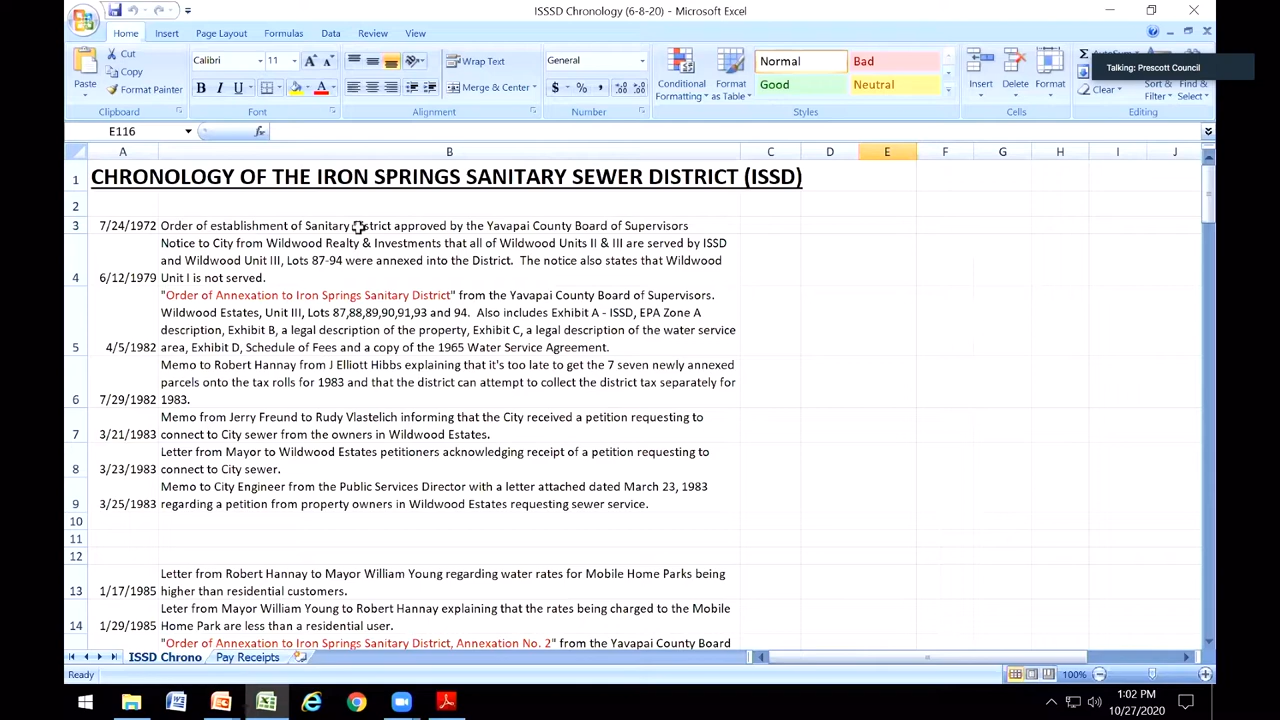 ISSSD Chronology (6-8-20) - Microsoft Excel
Home Insert Page Layout Formulas Data Review View
Talking: Prescott Council
Paste
Cut
Copy
Format Painter
Clipboard
Calibri 11
Font
Wrap Text
Merge & Center
Alignment
General
Number
Conditional Formatting
Format as Table
Normal Bad
Good Neutral
Styles
Insert Delete Format
Cells
Clear
Sort & Filter
Find & Select
Editing
E116
fx
A B C D E F G H I J
1 CHRONOLOGY OF THE IRON SPRINGS SANITARY SEWER DISTRICT (ISSD)
2
3 7/24/1972 Order of establishment of Sanitary District approved by the Yavapai County Board of Supervisors
Notice to City from Wildwood Realty & Investments that all of Wildwood Units II & III are served by ISSD
and Wildwood Unit III, Lots 87-94 were annexed into the District. The notice also states that Wildwood
4 6/12/1979 Unit I is not served.
"Order of Annexation to Iron Springs Sanitary District" from the Yavapai County Board of Supervisors.
Wildwood Estates, Unit III, Lots 87,88,89,90,91,93 and 94. Also includes Exhibit A - ISSD, EPA Zone A
description, Exhibit B, a legal description of the property, Exhibit C, a legal description of the water service
5 4/5/1982 area, Exhibit D, Schedule of Fees and a copy of the 1965 Water Service Agreement.
Memo to Robert Hannay from J Elliott Hibbs explaining that it's too late to get the 7 seven newly annexed
parcels onto the tax rolls for 1983 and that the district can attempt to collect the district tax separately for
6 7/29/1982 1983.
Memo from Jerry Freund to Rudy Vlastelich informing that the City received a petition requesting to
7 3/21/1983 connect to City sewer from the owners in Wildwood Estates.
Letter from Mayor to Wildwood Estates petitioners acknowledging receipt of a petition requesting to
8 3/23/1983 connect to City sewer.
Memo to City Engineer from the Public Services Director with a letter attached dated March 23, 1983
9 3/25/1983 regarding a petition from property owners in Wildwood Estates requesting sewer service.
10
11
12
Letter from Robert Hannay to Mayor William Young regarding water rates for Mobile Home Parks being
13 1/17/1985 higher than residential customers.
Leter from Mayor William Young to Robert Hannay explaining that the rates being charged to the Mobile
14 1/29/1985 Home Park are less than a residential user.
"Order of Annexation to Iron Springs Sanitary District, Annexation No. 2" from the Yavapai County Board
ISSD Chrono Pay Receipts
Ready 100%
1:02 PM
10/27/2020